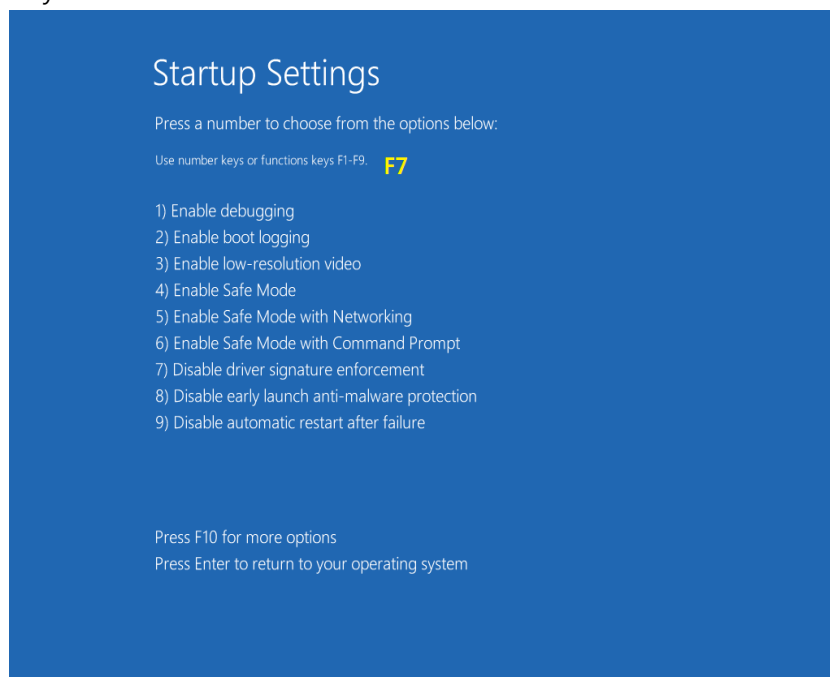 Startup Settings
Press a number to choose from the options below:
Use number keys or functions keys F1-F9.
F7
1) Enable debugging
2) Enable boot logging
3) Enable low-resolution video
4) Enable Safe Mode
5) Enable Safe Mode with Networking
6) Enable Safe Mode with Command Prompt
7) Disable driver signature enforcement
8) Disable early launch anti-malware protection
9) Disable automatic restart after failure
Press F10 for more options
Press Enter to return to your operating system